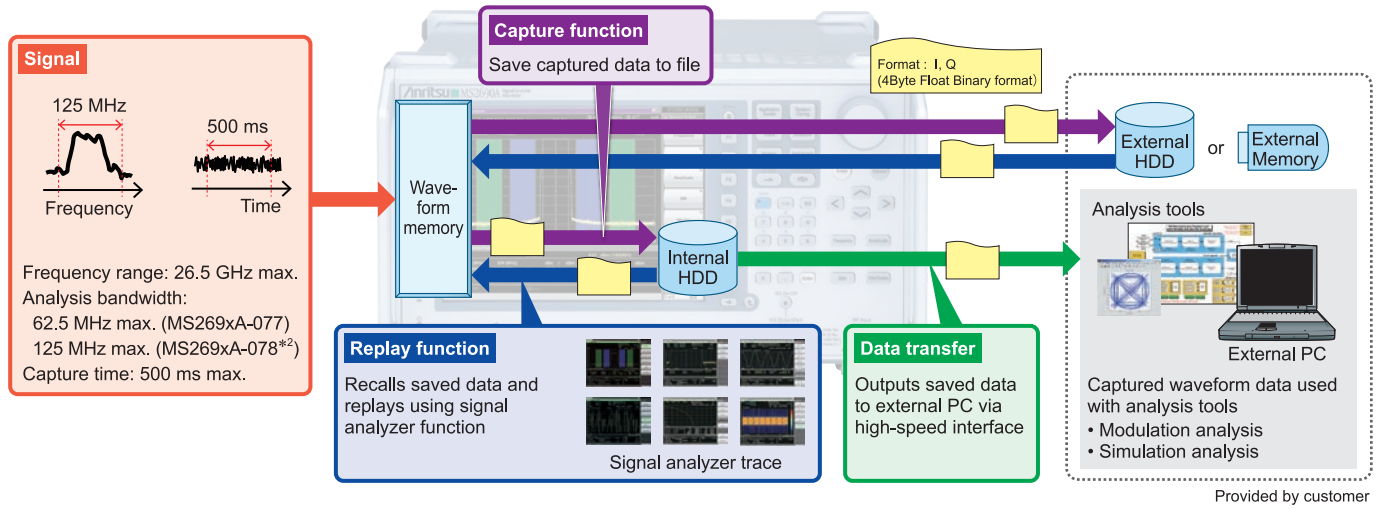 Signal
125 MHz
500 ms
Frequency
Time
Frequency range: 26.5 GHz max.
Analysis bandwidth:
62.5 MHz max. (MS269xA-077)
125 MHz max. (MS269xA-078*2)
Capture time: 500 ms max.
Capture function
Save captured data to file
Format : I, Q
(4Byte Float Binary format)
Anritsu MS2690A
Wave-
form
memory
Internal
HDD
External
HDD
or
External
Memory
Analysis tools
External PC
Captured waveform data used
with analysis tools
• Modulation analysis
• Simulation analysis
Replay function
Recalls saved data and
replays using signal
analyzer function
Signal analyzer trace
Data transfer
Outputs saved data
to external PC via
high-speed interface
Provided by customer